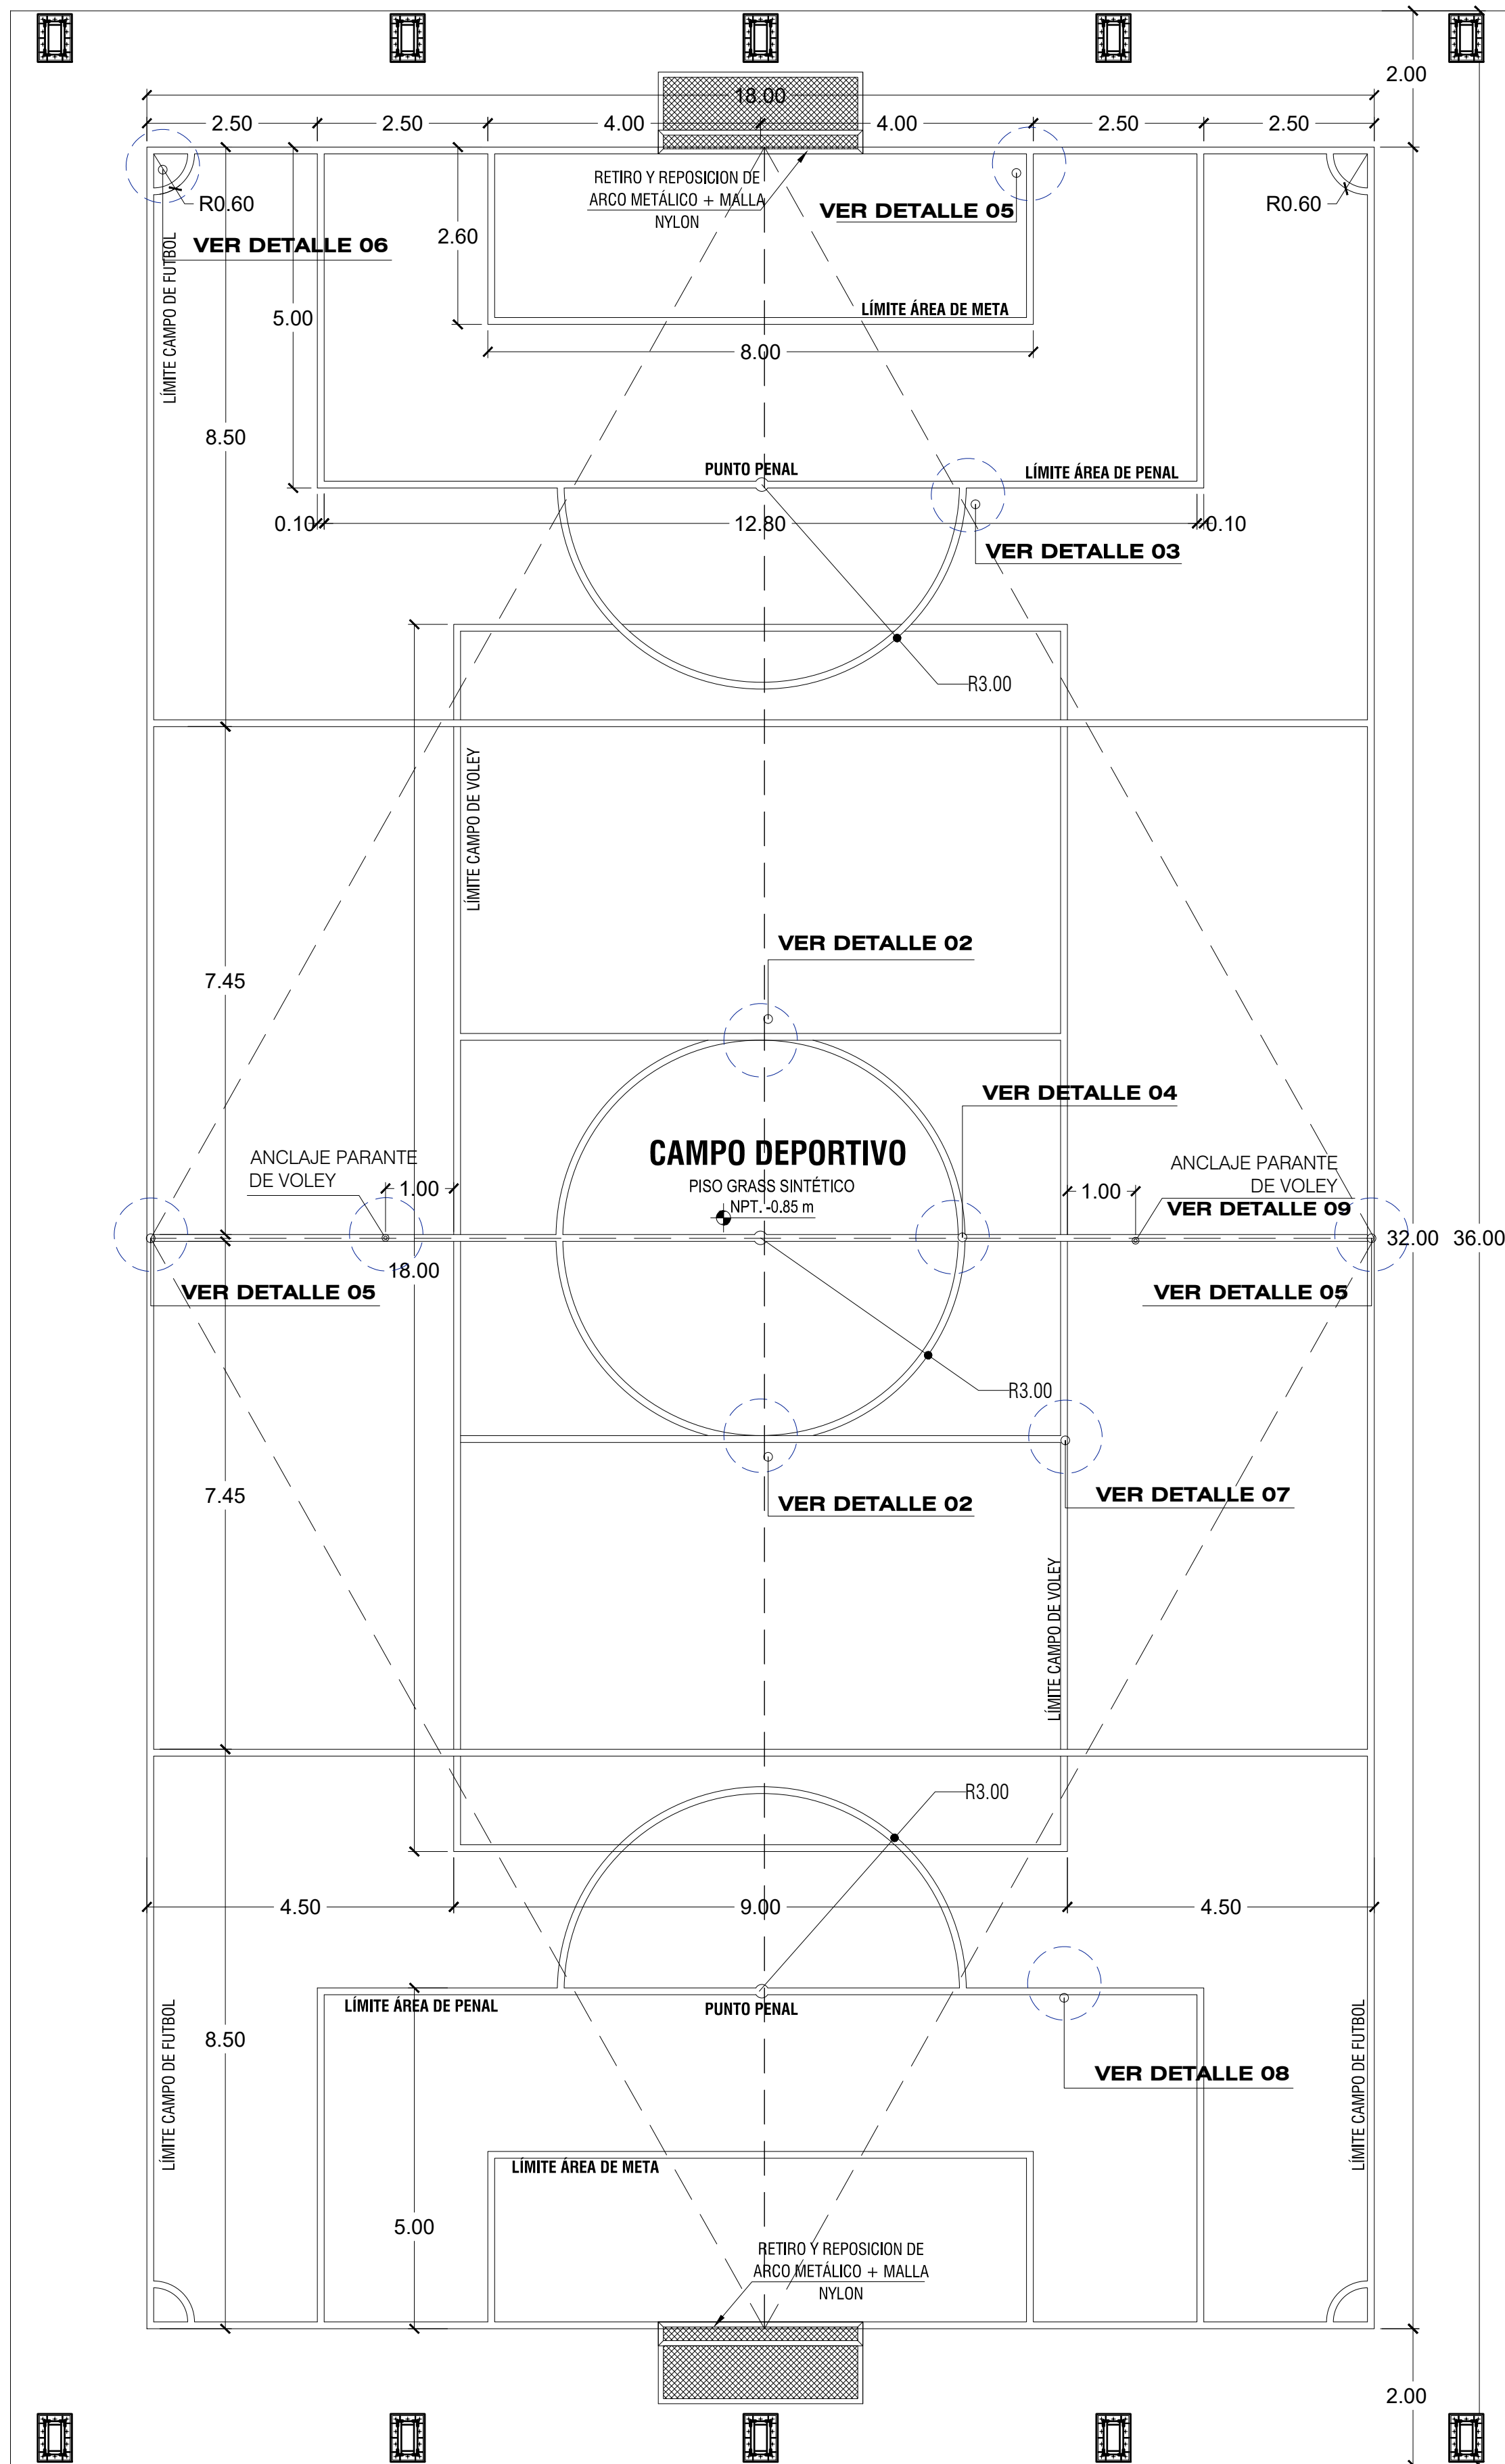 2.00
18.00
2.50
2.50
4.00
4.00
2.50
2.50
RETIRO Y REPOSICION DE
ARCO METÁLICO + MALLA
NYLON
R0.60
VER DETALLE 05
R0.60
VER DETALLE 06
2.60
LÍMITE CAMPO DE FUTBOL
5.00
LÍMITE ÁREA DE META
8.00
8.50
PUNTO PENAL
LÍMITE ÁREA DE PENAL
0.10
12.80
0.10
VER DETALLE 03
R3.00
LÍMITE CAMPO DE VOLEY
VER DETALLE 02
7.45
VER DETALLE 04
CAMPO DEPORTIVO
PISO GRASS SINTÉTICO
NPT. -0.85 m
ANCLAJE PARANTE
DE VOLEY
1.00
1.00
ANCLAJE PARANTE
DE VOLEY
VER DETALLE 09
32.00
36.00
18.00
VER DETALLE 05
VER DETALLE 05
R3.00
7.45
VER DETALLE 02
VER DETALLE 07
LÍMITE CAMPO DE VOLEY
R3.00
4.50
9.00
4.50
LÍMITE ÁREA DE PENAL
PUNTO PENAL
LÍMITE CAMPO DE FUTBOL
8.50
LÍMITE CAMPO DE FUTBOL
VER DETALLE 08
LÍMITE ÁREA DE META
5.00
RETIRO Y REPOSICION DE
ARCO METÁLICO + MALLA
NYLON
2.00